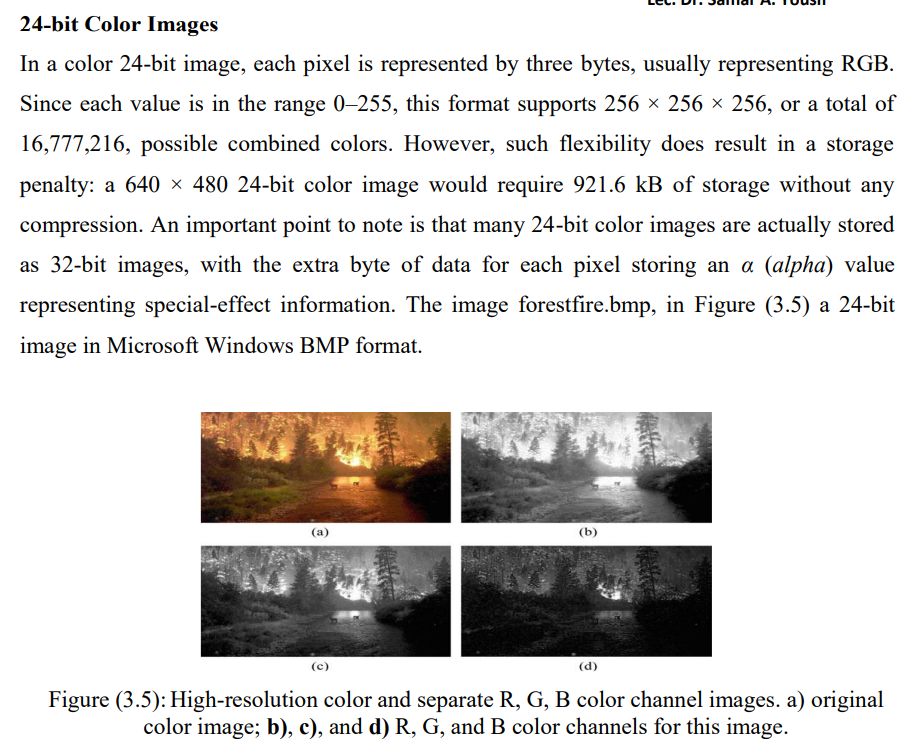 24-bit Color Images
In a color 24-bit image, each pixel is represented by three bytes, usually representing RGB.
Since each value is in the range 0–255, this format supports 256 × 256 × 256, or a total of
16,777,216, possible combined colors. However, such flexibility does result in a storage
penalty: a 640 × 480 24-bit color image would require 921.6 kB of storage without any
compression. An important point to note is that many 24-bit color images are actually stored
as 32-bit images, with the extra byte of data for each pixel storing an α (alpha) value
representing special-effect information. The image forestfire.bmp, in Figure (3.5) a 24-bit
image in Microsoft Windows BMP format.
(a)
(b)
(c)
(d)
Figure (3.5): High-resolution color and separate R, G, B color channel images. a) original
color image; b), c), and d) R, G, and B color channels for this image.